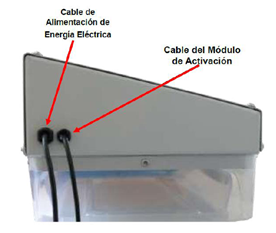 Cable de
Alimentación de
Energía Eléctrica
Cable del Módulo
de Activación